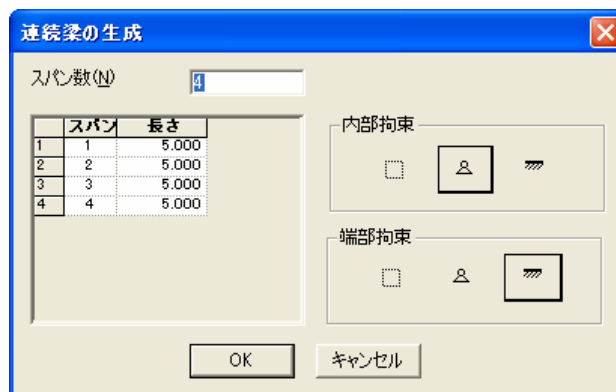 連続梁の生成
スパン数(N) 4
スパン 長さ
1 1 5.000
2 2 5.000
3 3 5.000
4 4 5.000
内部拘束
端部拘束
OK キャンセル